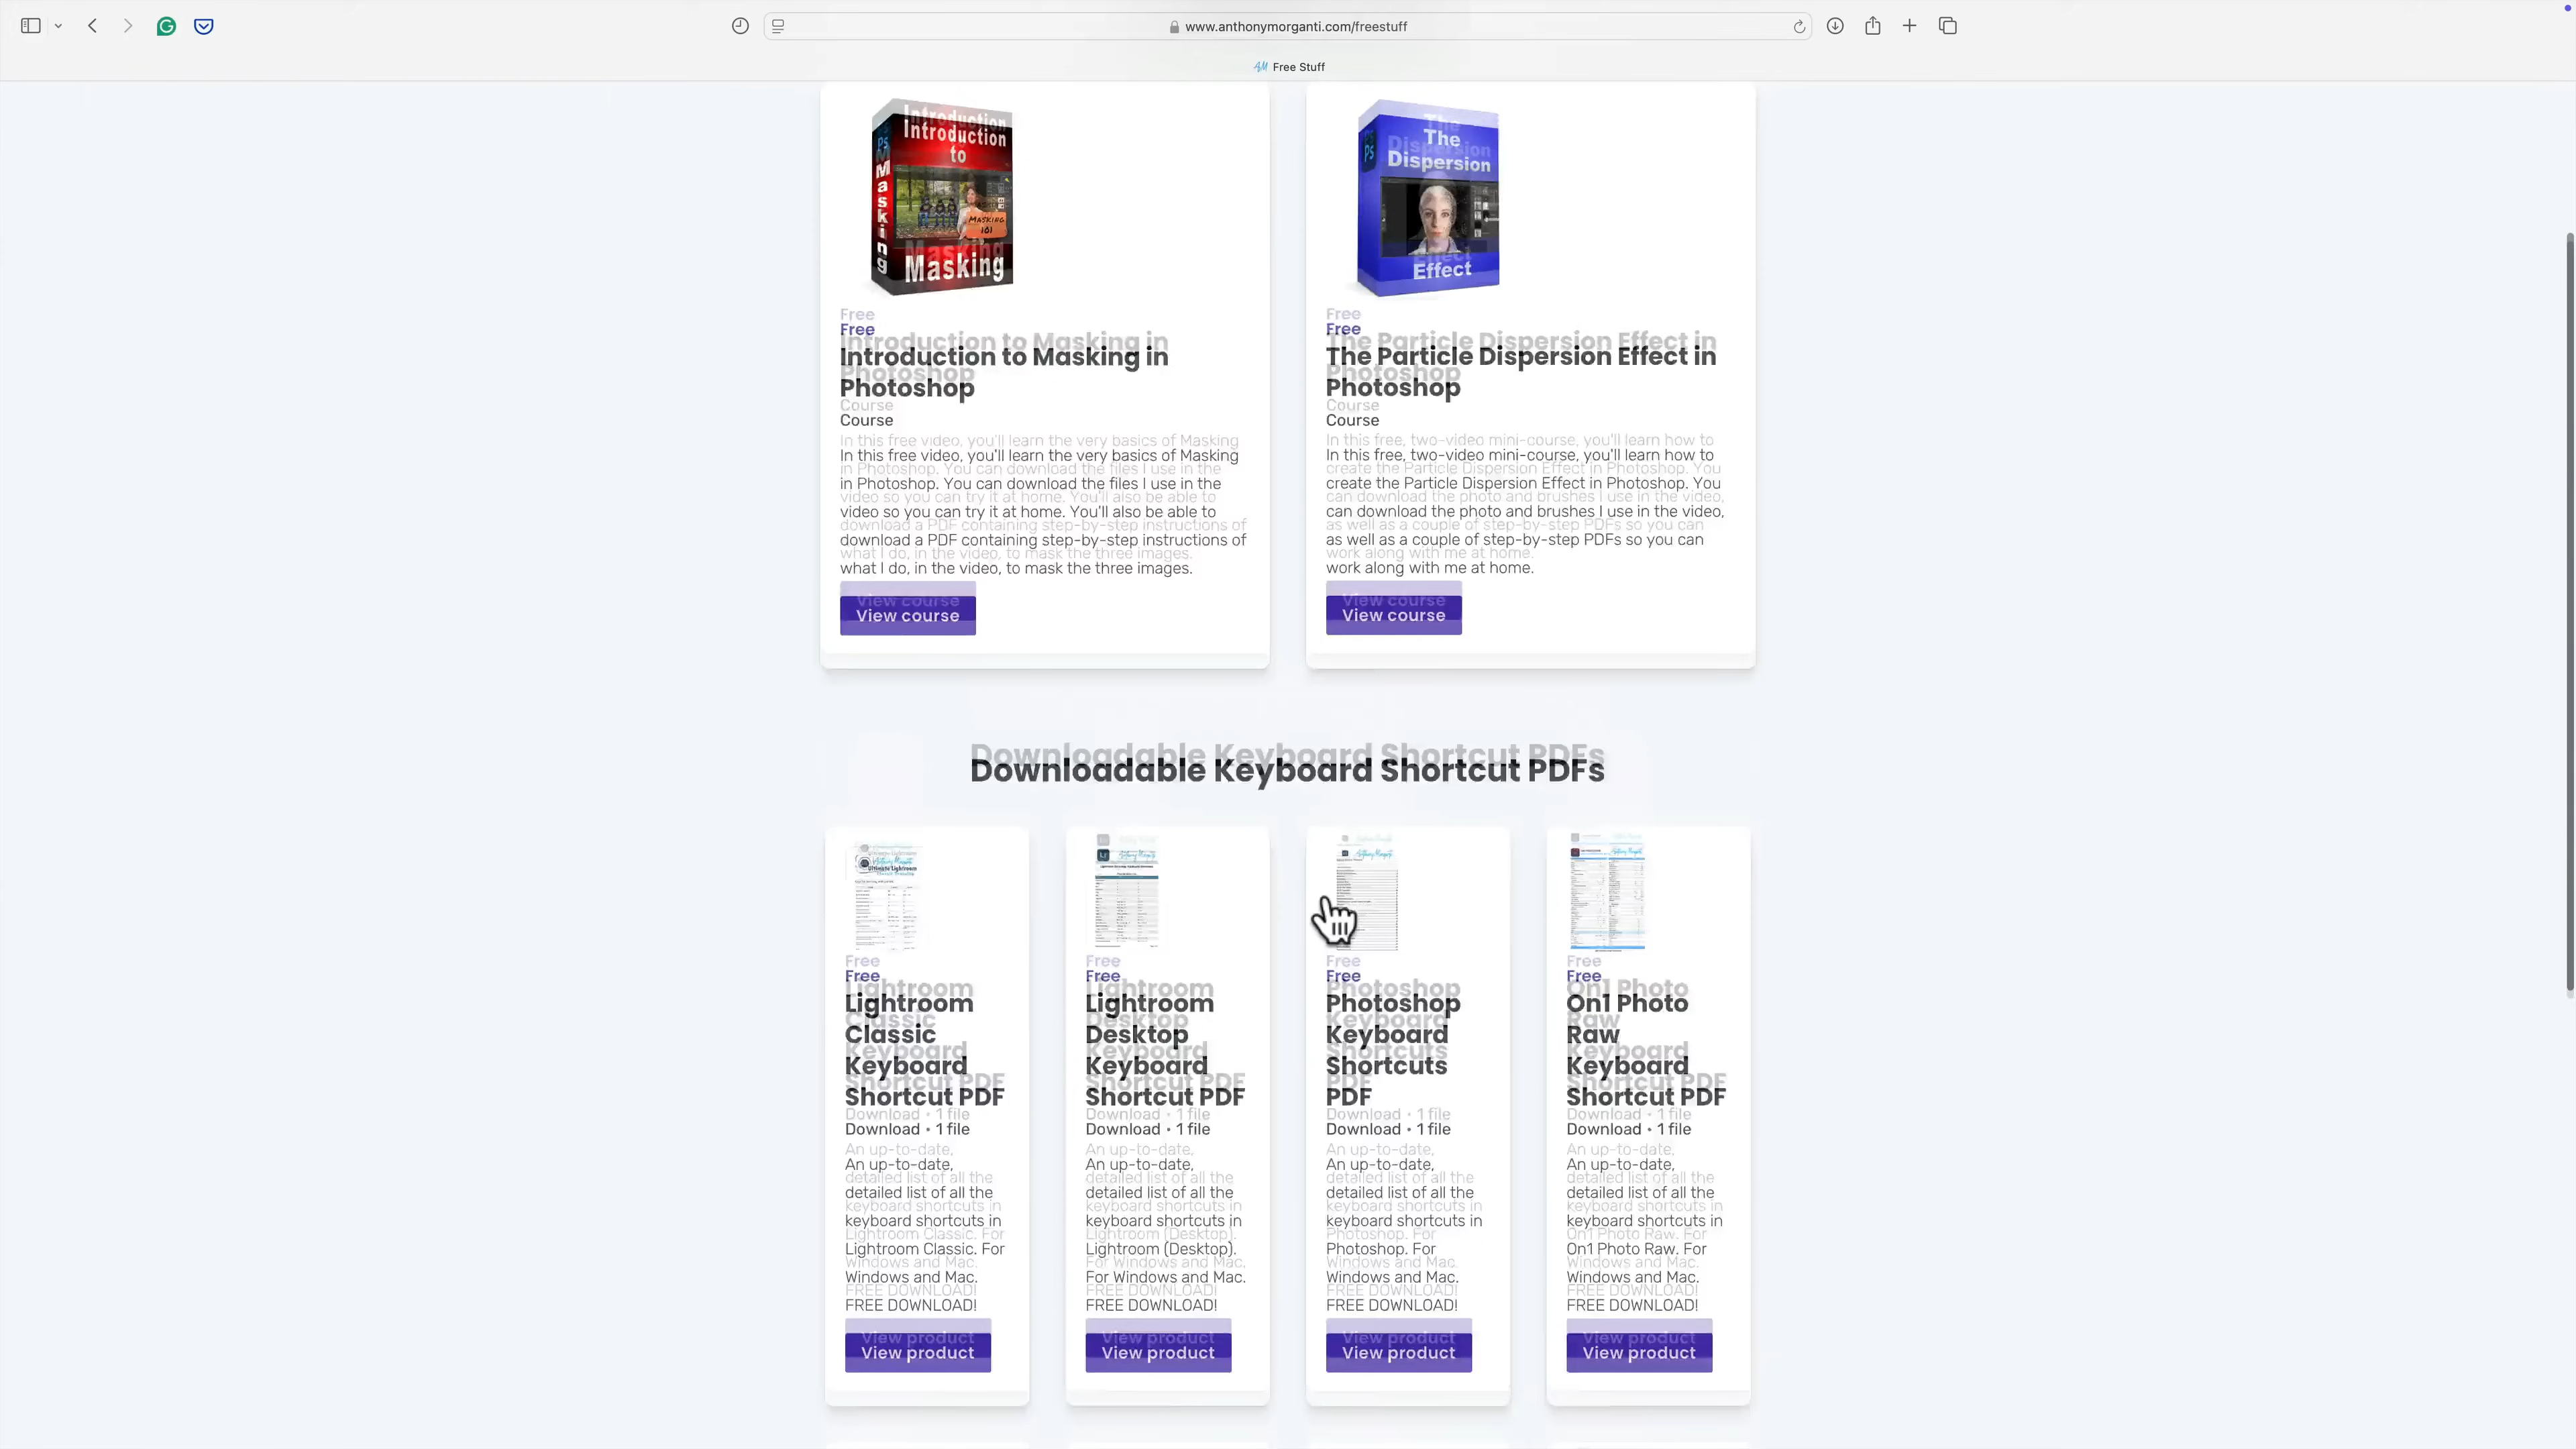 www.anthonymorganti.com/freestuff
AM Free Stuff
Introduction
to
Masking
Masking
MASKING
101
Ps
Free
Introduction to Masking in
Photoshop
Course
In this free video, you'll learn the very basics of Masking
in Photoshop. You can download the files I use in the
video so you can try it at home. You'll also be able to
download a PDF containing step-by-step instructions of
what I do, in the video, to mask the three images.
View course
The
Dispersion
Effect
Ps
Free
The Particle Dispersion Effect in
Photoshop
Course
In this free, two-video mini-course, you'll learn how to
create the Particle Dispersion Effect in Photoshop. You
can download the photo and brushes I use in the video,
as well as a couple of step-by-step PDFs so you can
work along with me at home.
View course
Downloadable Keyboard Shortcut PDFs
Free
Lightroom
Classic
Keyboard
Shortcut PDF
Download • 1 file
An up-to-date,
detailed list of all the
keyboard shortcuts in
Lightroom Classic. For
Windows and Mac.
FREE DOWNLOAD!
View product
Free
Lightroom
Desktop
Keyboard
Shortcut PDF
Download • 1 file
An up-to-date,
detailed list of all the
keyboard shortcuts in
Lightroom (Desktop).
For Windows and Mac.
FREE DOWNLOAD!
View product
Free
Photoshop
Keyboard
Shortcuts
PDF
Download • 1 file
An up-to-date,
detailed list of all the
keyboard shortcuts in
Photoshop. For
Windows and Mac.
FREE DOWNLOAD!
View product
Free
On1 Photo
Raw
Keyboard
Shortcut PDF
Download • 1 file
An up-to-date,
detailed list of all the
keyboard shortcuts in
On1 Photo Raw. For
Windows and Mac.
FREE DOWNLOAD!
View product